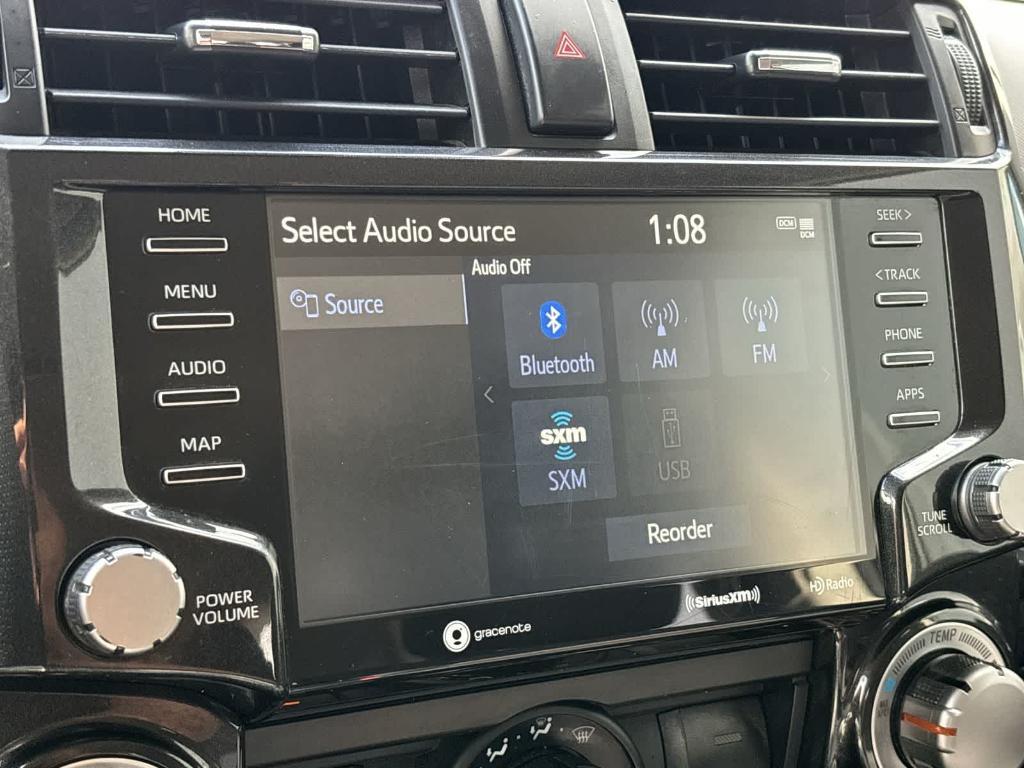 HOME
MENU
AUDIO
MAP
POWER
VOLUME
Select Audio Source 1:08 DCM
DCM
Audio Off
Source
Bluetooth
AM
FM
sxm
SXM
USB
Reorder
SEEK >
< TRACK
PHONE
APPS
TUNE
SCROLL
gracenote
((SiriusXM))
HD Radio
TEMP